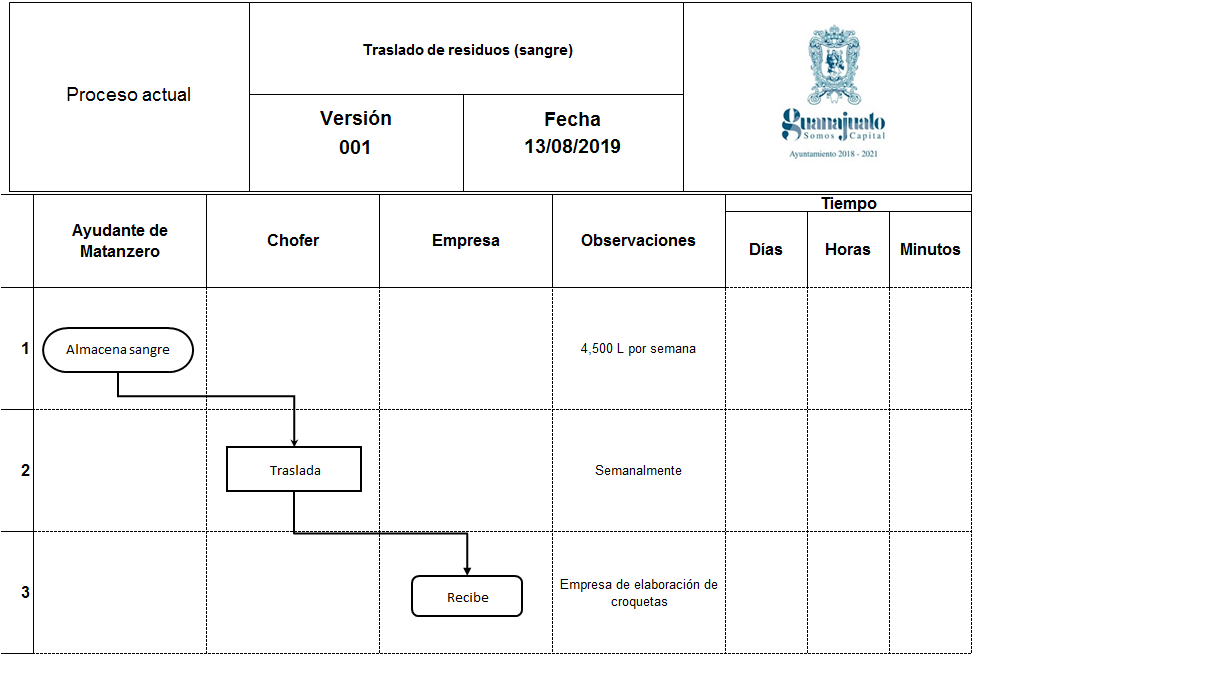 Proceso actual
Traslado de residuos (sangre)
Versión
001
Fecha
13/08/2019
guanajuato
Somos Capital
Ayuntamiento 2018 - 2021
Ayudante de
Matanzero
Chofer
Empresa
Observaciones
Tiempo
Días
Horas
Minutos
1
Almacena sangre
4,500 L por semana
2
Traslada
Semanalmente
3
Recibe
Empresa de elaboración de
croquetas